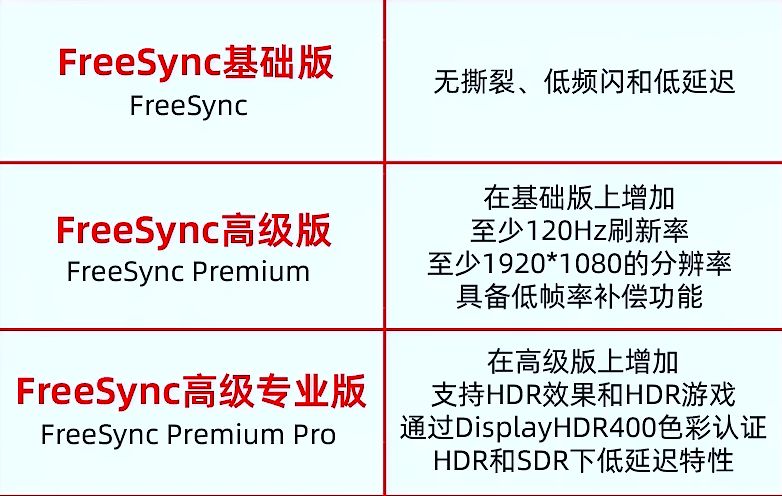 FreeSync基础版
FreeSync
无撕裂、低频闪和低延迟
FreeSync高级版
FreeSync Premium
在基础版上增加
至少120Hz刷新率
至少1920*1080的分辨率
具备低帧率补偿功能
FreeSync高级专业版
FreeSync Premium Pro
在高级版上增加
支持HDR效果和HDR游戏
通过DisplayHDR400色彩认证
HDR和SDR下低延迟特性